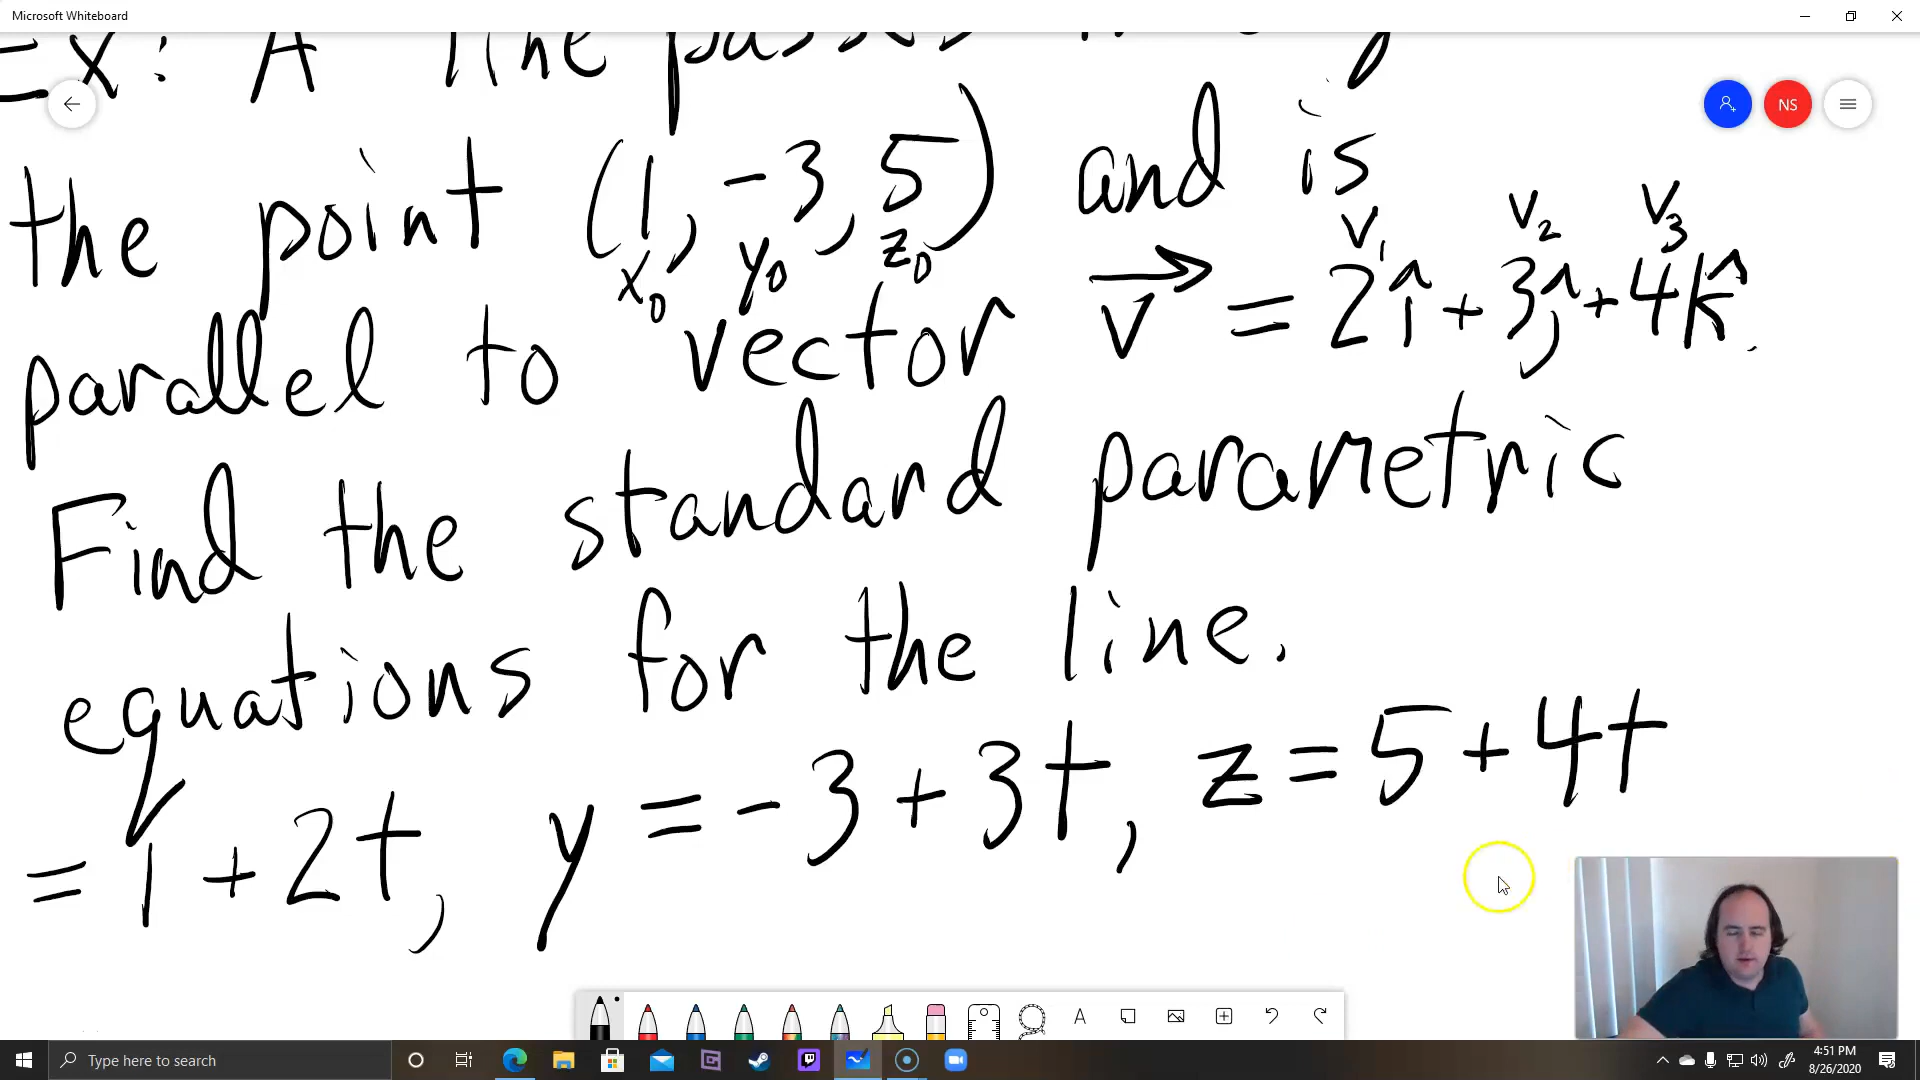 Microsoft Whiteboard
Ex: A line passes
NS
the point (1, -3, 5) and is
x₀ y₀ z₀
v₁ v₂ v₃
parallel to vector v⃗ = 2î + 3ĵ + 4k̂.
Find the standard parametric
equations for the line.
= 1 + 2t, y = -3 + 3t, z = 5 + 4t
A
Type here to search
4:51 PM
8/26/2020